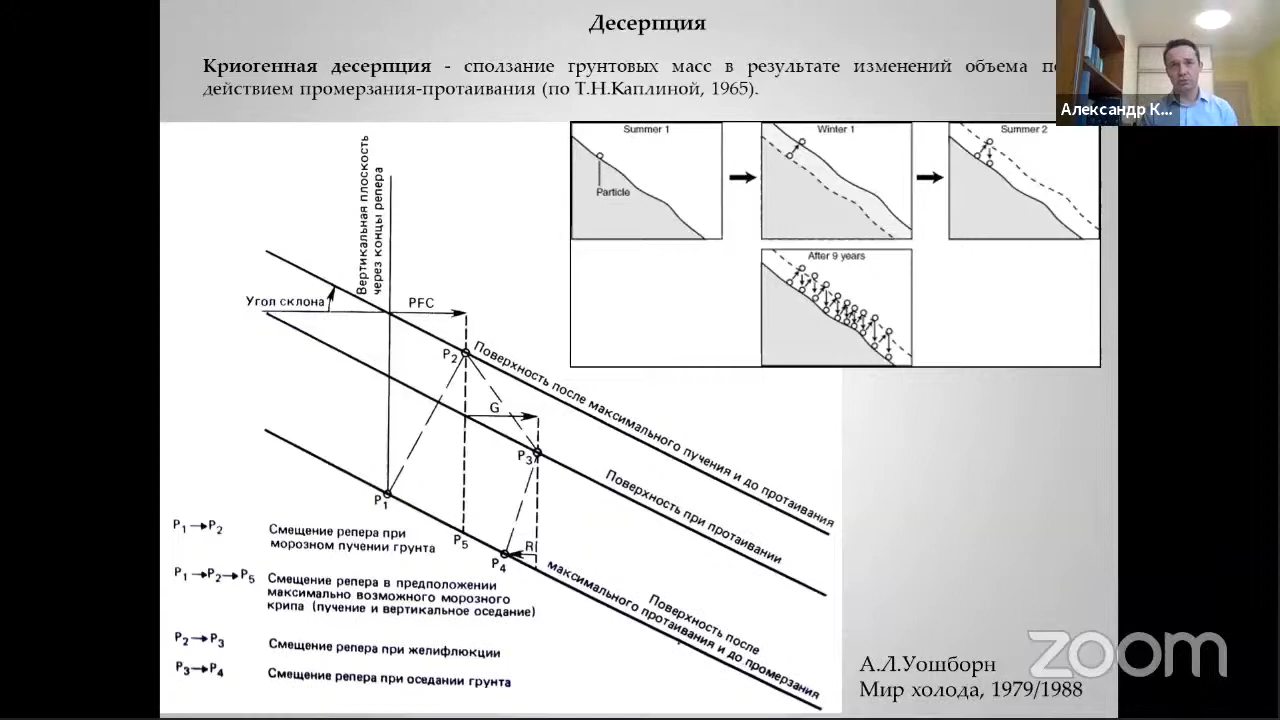 Десерпция
Криогенная десерпция - сползание грунтовых масс в результате изменений объема
действием промерзания-протаивания (по Т.Н.Каплиной, 1965).
Александр К...
Summer 1
Particle
Winter 1
Summer 2
After 9 years
Вертикальная плоскость
через концы репера
Угол склона
PFC
P2
Поверхность после максимального пучения и до протаивания
G
P3
Поверхность при протаивании
P1
P5
R
P4
Поверхность после
максимального протаивания и до промерзания
P1→P2 Смещение репера при
морозном пучении грунта
P1→P2→P5 Смещение репера в предположении
максимально возможного морозного
крипа (пучение и вертикальное оседание)
P2→P3 Смещение репера при желифлюкции
P3→P4 Смещение репера при оседании грунта
А.Л.Уошборн
Мир холода, 1979/1988
zoom